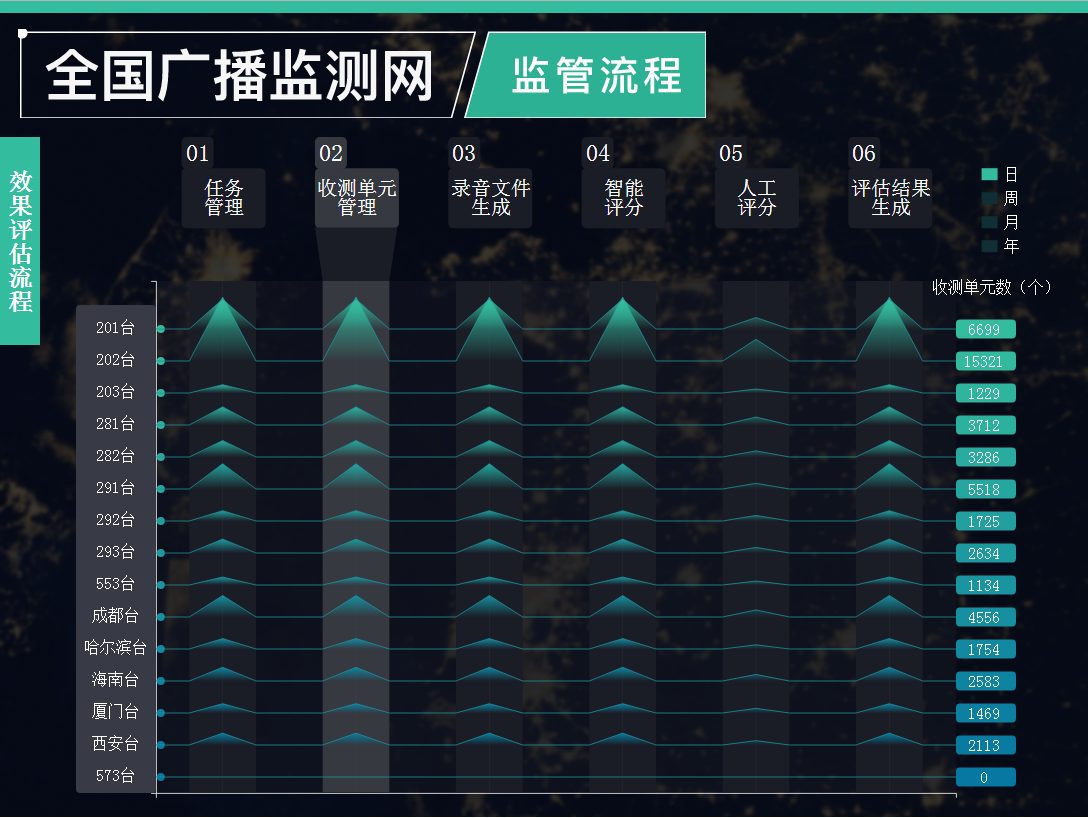 全国广播监测网
监管流程
效果评估流程
01
任务
管理
02
收测单元
管理
03
录音文件
生成
04
智能
评分
05
人工
评分
06
评估结果
生成
日
周
月
年
收测单元数（个）
201台 6699
202台 15321
203台 1229
281台 3712
282台 3286
291台 5518
292台 1725
293台 2634
553台 1134
成都台 4556
哈尔滨台 1754
海南台 2583
厦门台 1469
西安台 2113
573台 0